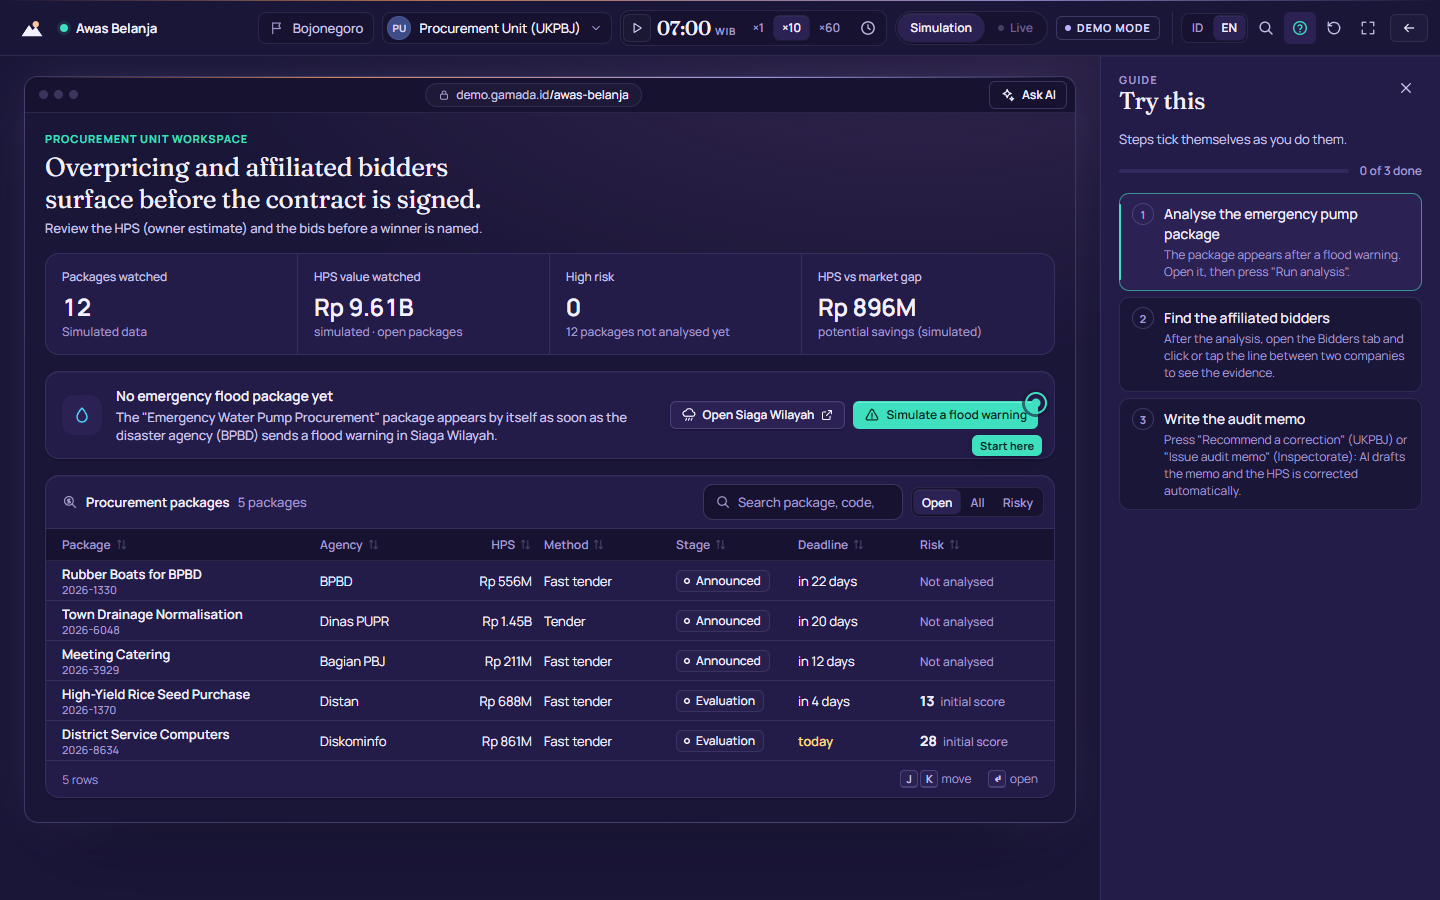 Awas Belanja
Bojonegoro
PU Procurement Unit (UKPBJ)
07:00 WIB
×1 ×10 ×60
Simulation
Live
DEMO MODE
ID EN
demo.gamada.id/awas-belanja
Ask AI
PROCUREMENT UNIT WORKSPACE
Overpricing and affiliated bidders
surface before the contract is signed.
Review the HPS (owner estimate) and the bids before a winner is named.
Packages watched
12
Simulated data
HPS value watched
Rp 9.61B
simulated · open packages
High risk
0
12 packages not analysed yet
HPS vs market gap
Rp 896M
potential savings (simulated)
No emergency flood package yet
The "Emergency Water Pump Procurement" package appears by itself as soon as the
disaster agency (BPBD) sends a flood warning in Siaga Wilayah.
Open Siaga Wilayah
Simulate a flood warning
Start here
Procurement packages 5 packages
Search package, code,
Open All Risky
Package Agency HPS Method Stage Deadline Risk
Rubber Boats for BPBD
2026-1330
BPBD Rp 556M Fast tender Announced in 22 days Not analysed
Town Drainage Normalisation
2026-6048
Dinas PUPR Rp 1.45B Tender Announced in 20 days Not analysed
Meeting Catering
2026-3929
Bagian PBJ Rp 211M Fast tender Announced in 12 days Not analysed
High-Yield Rice Seed Purchase
2026-1370
Distan Rp 688M Fast tender Evaluation in 4 days 13 initial score
District Service Computers
2026-8634
Diskominfo Rp 861M Fast tender Evaluation today 28 initial score
5 rows
J K move open
GUIDE
Try this
Steps tick themselves as you do them.
0 of 3 done
1 Analyse the emergency pump
package
The package appears after a flood warning.
Open it, then press "Run analysis".
2 Find the affiliated bidders
After the analysis, open the Bidders tab and
click or tap the line between two companies
to see the evidence.
3 Write the audit memo
Press "Recommend a correction" (UKPBJ) or
"Issue audit memo" (Inspectorate): AI drafts
the memo and the HPS is corrected
automatically.